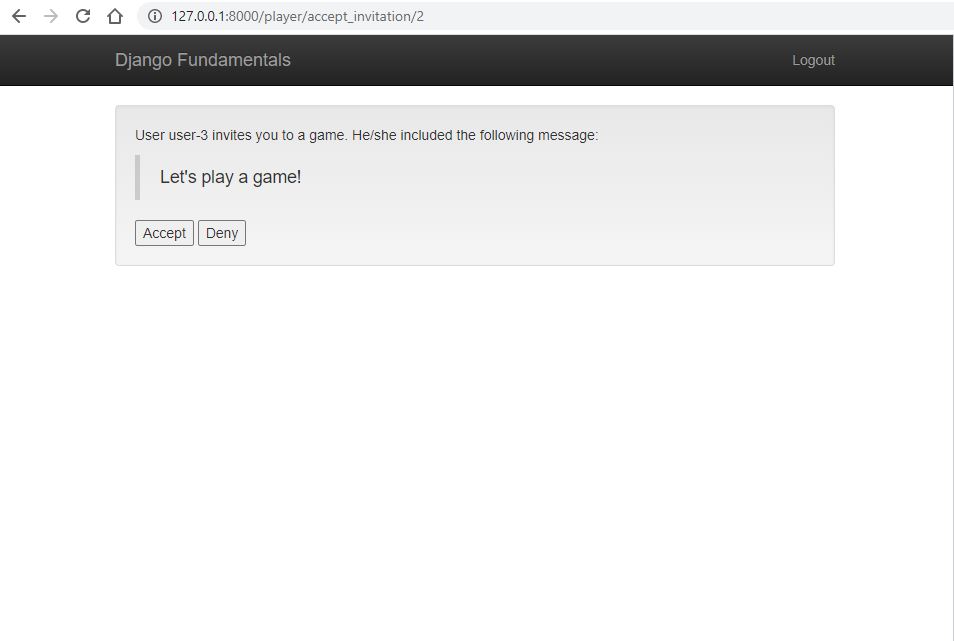 127.0.0.1:8000/player/accept_invitation/2
Django Fundamentals Logout
User user-3 invites you to a game. He/she included the following message:
Let's play a game!
Accept Deny